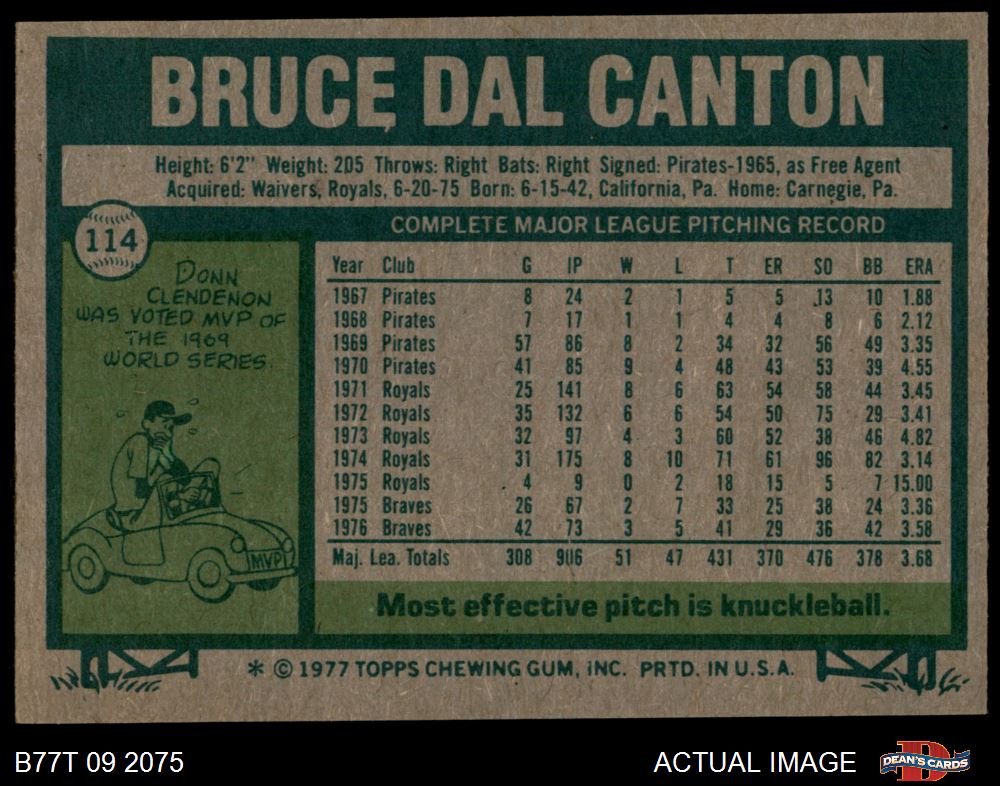 BRUCE DAL CANTON
Height: 6'2" Weight: 205 Throws: Right Bats: Right Signed: Pirates-1965, as Free Agent
Acquired: Waivers, Royals, 6-20-75 Born: 6-15-42, California, Pa. Home: Carnegie, Pa.
114
DONN
CLENDENON
WAS VOTED MVP OF
THE 1969
WORLD SERIES.
MVP
COMPLETE MAJOR LEAGUE PITCHING RECORD
Year Club G IP W L T ER SO BB ERA
1967 Pirates 8 24 2 1 5 5 13 10 1.88
1968 Pirates 7 17 1 1 4 4 8 6 2.12
1969 Pirates 57 86 8 2 34 32 56 49 3.35
1970 Pirates 41 85 9 4 48 43 53 39 4.55
1971 Royals 25 141 8 6 63 54 58 44 3.45
1972 Royals 35 132 6 6 54 50 75 29 3.41
1973 Royals 32 97 4 3 60 52 38 46 4.82
1974 Royals 31 175 8 10 71 61 96 82 3.14
1975 Royals 4 9 0 2 18 15 5 7 15.00
1975 Braves 26 67 2 7 33 25 38 24 3.36
1976 Braves 42 73 3 5 41 29 36 42 3.58
Maj. Lea. Totals 308 906 51 47 431 370 476 378 3.68
Most effective pitch is knuckleball.
* © 1977 TOPPS CHEWING GUM, INC. PRTD. IN U.S.A.
B77T 09 2075
ACTUAL IMAGE
D
DEAN'S CARDS